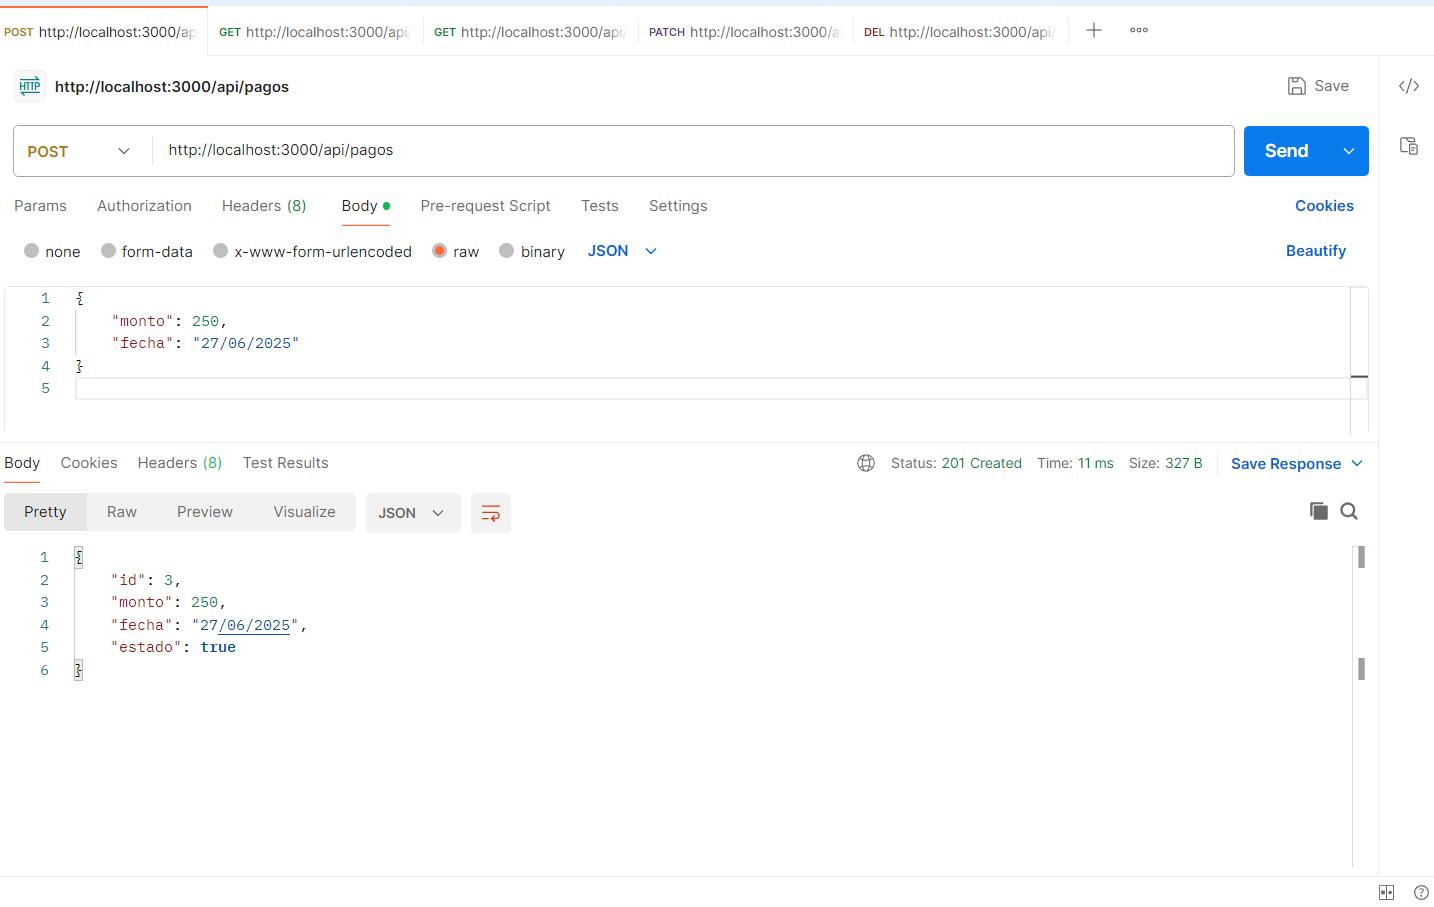 POST http://localhost:3000/ap GET http://localhost:3000/api/ GET http://localhost:3000/api/ PATCH http://localhost:3000/a DEL http://localhost:3000/api/
HTTP http://localhost:3000/api/pagos Save </>
POST http://localhost:3000/api/pagos Send
Params Authorization Headers (8) Body Pre-request Script Tests Settings Cookies
none form-data x-www-form-urlencoded raw binary JSON Beautify
1 {
2 "monto": 250,
3 "fecha": "27/06/2025"
4 }
5
Body Cookies Headers (8) Test Results Status: 201 Created Time: 11 ms Size: 327 B Save Response
Pretty Raw Preview Visualize JSON
1 {
2 "id": 3,
3 "monto": 250,
4 "fecha": "27/06/2025",
5 "estado": true
6 }